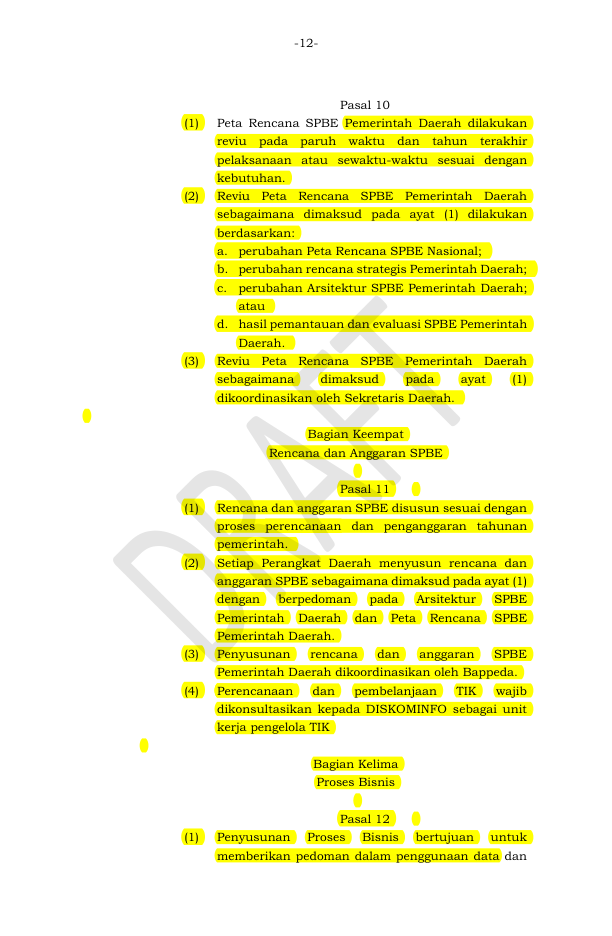 -12-
Pasal 10
(1) Peta Rencana SPBE Pemerintah Daerah dilakukan
reviu pada paruh waktu dan tahun terakhir
pelaksanaan atau sewaktu-waktu sesuai dengan
kebutuhan.
(2) Reviu Peta Rencana SPBE Pemerintah Daerah
sebagaimana dimaksud pada ayat (1) dilakukan
berdasarkan:
a. perubahan Peta Rencana SPBE Nasional;
b. perubahan rencana strategis Pemerintah Daerah;
c. perubahan Arsitektur SPBE Pemerintah Daerah;
atau
d. hasil pemantauan dan evaluasi SPBE Pemerintah
Daerah.
(3) Reviu Peta Rencana SPBE Pemerintah Daerah
sebagaimana dimaksud pada ayat (1)
dikoordinasikan oleh Sekretaris Daerah.
Bagian Keempat
Rencana dan Anggaran SPBE
Pasal 11
(1) Rencana dan anggaran SPBE disusun sesuai dengan
proses perencanaan dan penganggaran tahunan
pemerintah.
(2) Setiap Perangkat Daerah menyusun rencana dan
anggaran SPBE sebagaimana dimaksud pada ayat (1)
dengan berpedoman pada Arsitektur SPBE
Pemerintah Daerah dan Peta Rencana SPBE
Pemerintah Daerah.
(3) Penyusunan rencana dan anggaran SPBE
Pemerintah Daerah dikoordinasikan oleh Bappeda.
(4) Perencanaan dan pembelanjaan TIK wajib
dikonsultasikan kepada DISKOMINFO sebagai unit
kerja pengelola TIK
Bagian Kelima
Proses Bisnis
Pasal 12
(1) Penyusunan Proses Bisnis bertujuan untuk
memberikan pedoman dalam penggunaan data dan
DRAFT